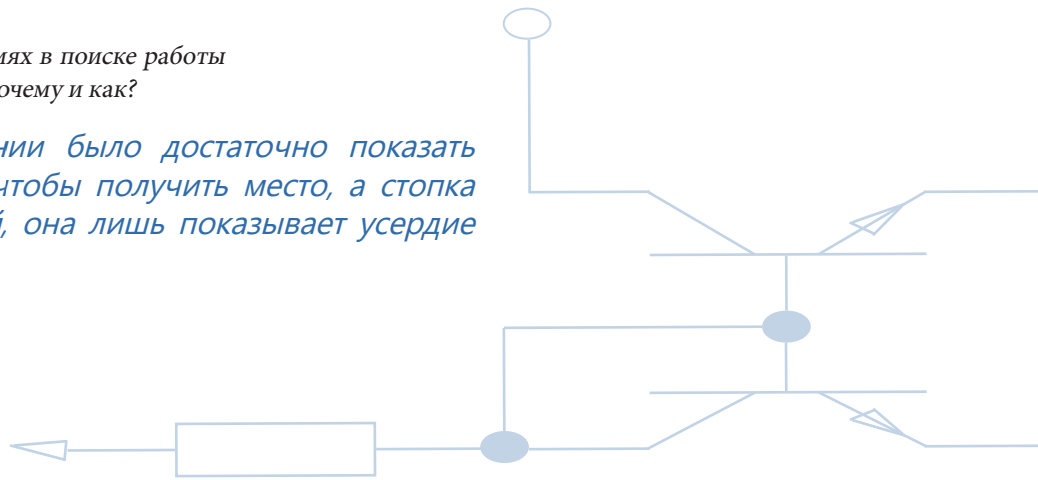 иях в поиске работы
очему и как?
нии было достаточно показать
чтобы получить место, а стопка
й, она лишь показывает усердие